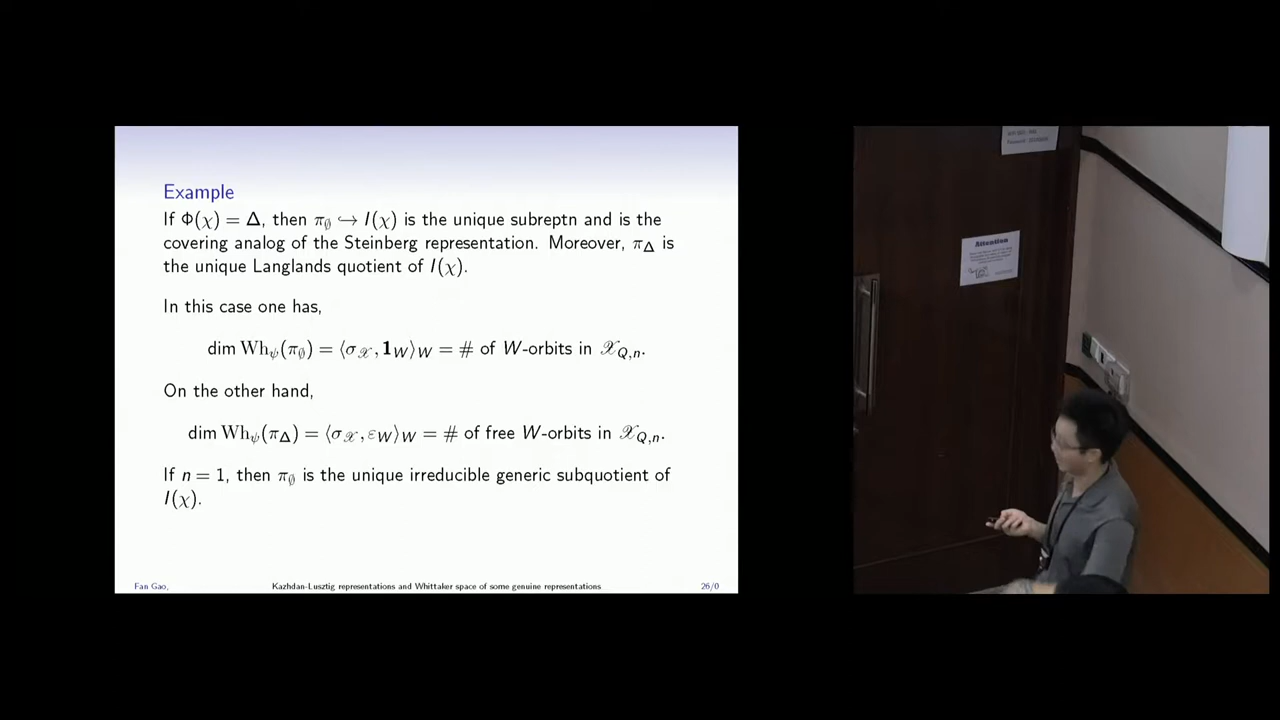 Example
If Φ(χ) = Δ, then π_∅ ↪ I(χ) is the unique subreptn and is the
covering analog of the Steinberg representation. Moreover, π_Δ is
the unique Langlands quotient of I(χ).
In this case one has,
dim Wh_ψ(π_∅) = ⟨σ_𝒳, 𝟏_W⟩_W = # of W-orbits in 𝒳_{Q,n}.
On the other hand,
dim Wh_ψ(π_Δ) = ⟨σ_𝒳, ε_W⟩_W = # of free W-orbits in 𝒳_{Q,n}.
If n = 1, then π_∅ is the unique irreducible generic subquotient of
I(χ).
Fan Gao, Kazhdan-Lusztig representations and Whittaker space of some genuine representations 26/0
Attention